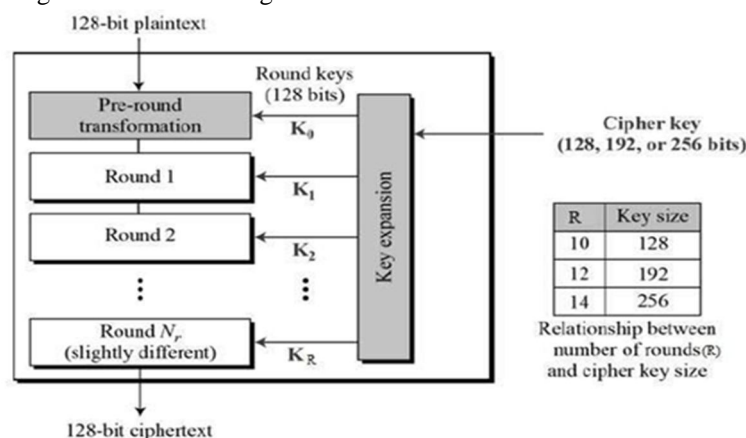 128-bit plaintext
Round keys
(128 bits)
Pre-round
transformation
K₀
Cipher key
(128, 192, or 256 bits)
Round 1
K₁
Round 2
K₂
Key expansion
Round Nᵣ
(slightly different)
K_R
128-bit ciphertext
R Key size
10 128
12 192
14 256
Relationship between
number of rounds(R)
and cipher key size